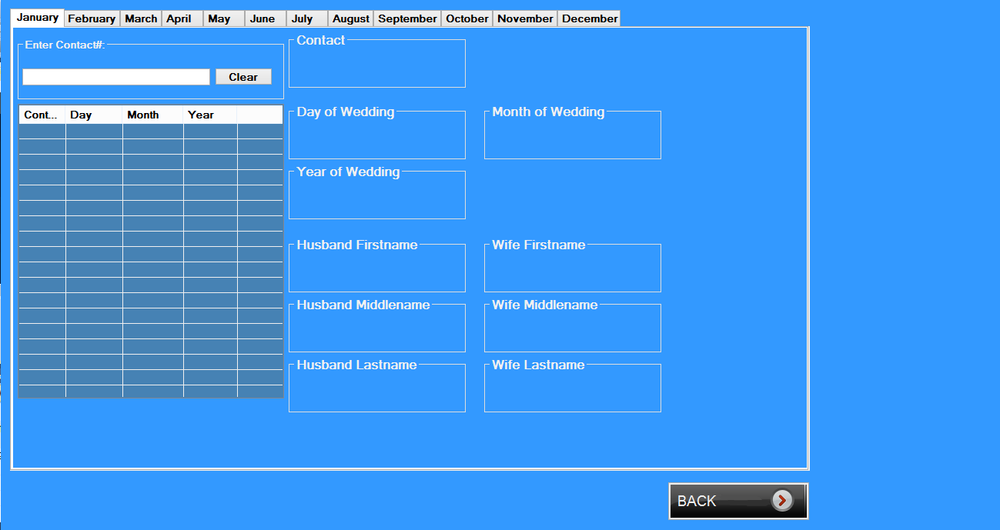 January February March April May June July August September October November December
Enter Contact#:
Clear
Cont... Day Month Year
Contact
Day of Wedding Month of Wedding
Year of Wedding
Husband Firstname Wife Firstname
Husband Middlename Wife Middlename
Husband Lastname Wife Lastname
BACK